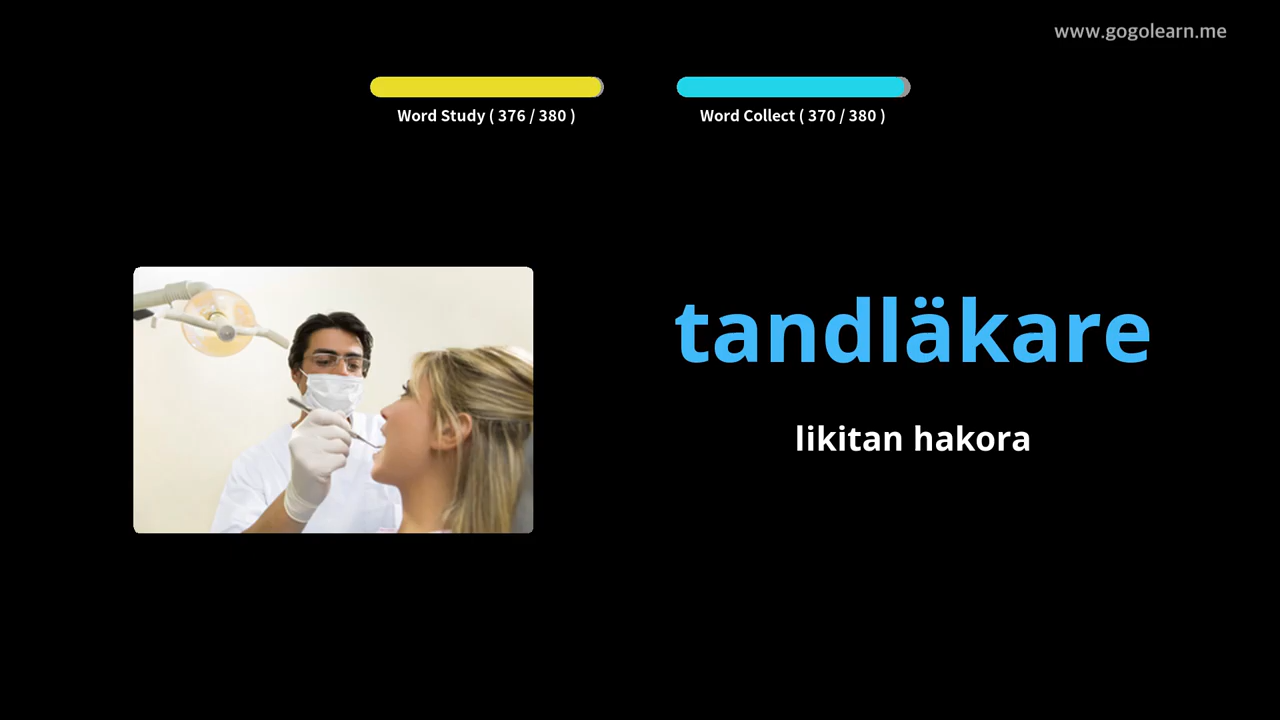 www.gogolearn.me
Word Study ( 376 / 380 )
Word Collect ( 370 / 380 )
tandläkare
likitan hakora